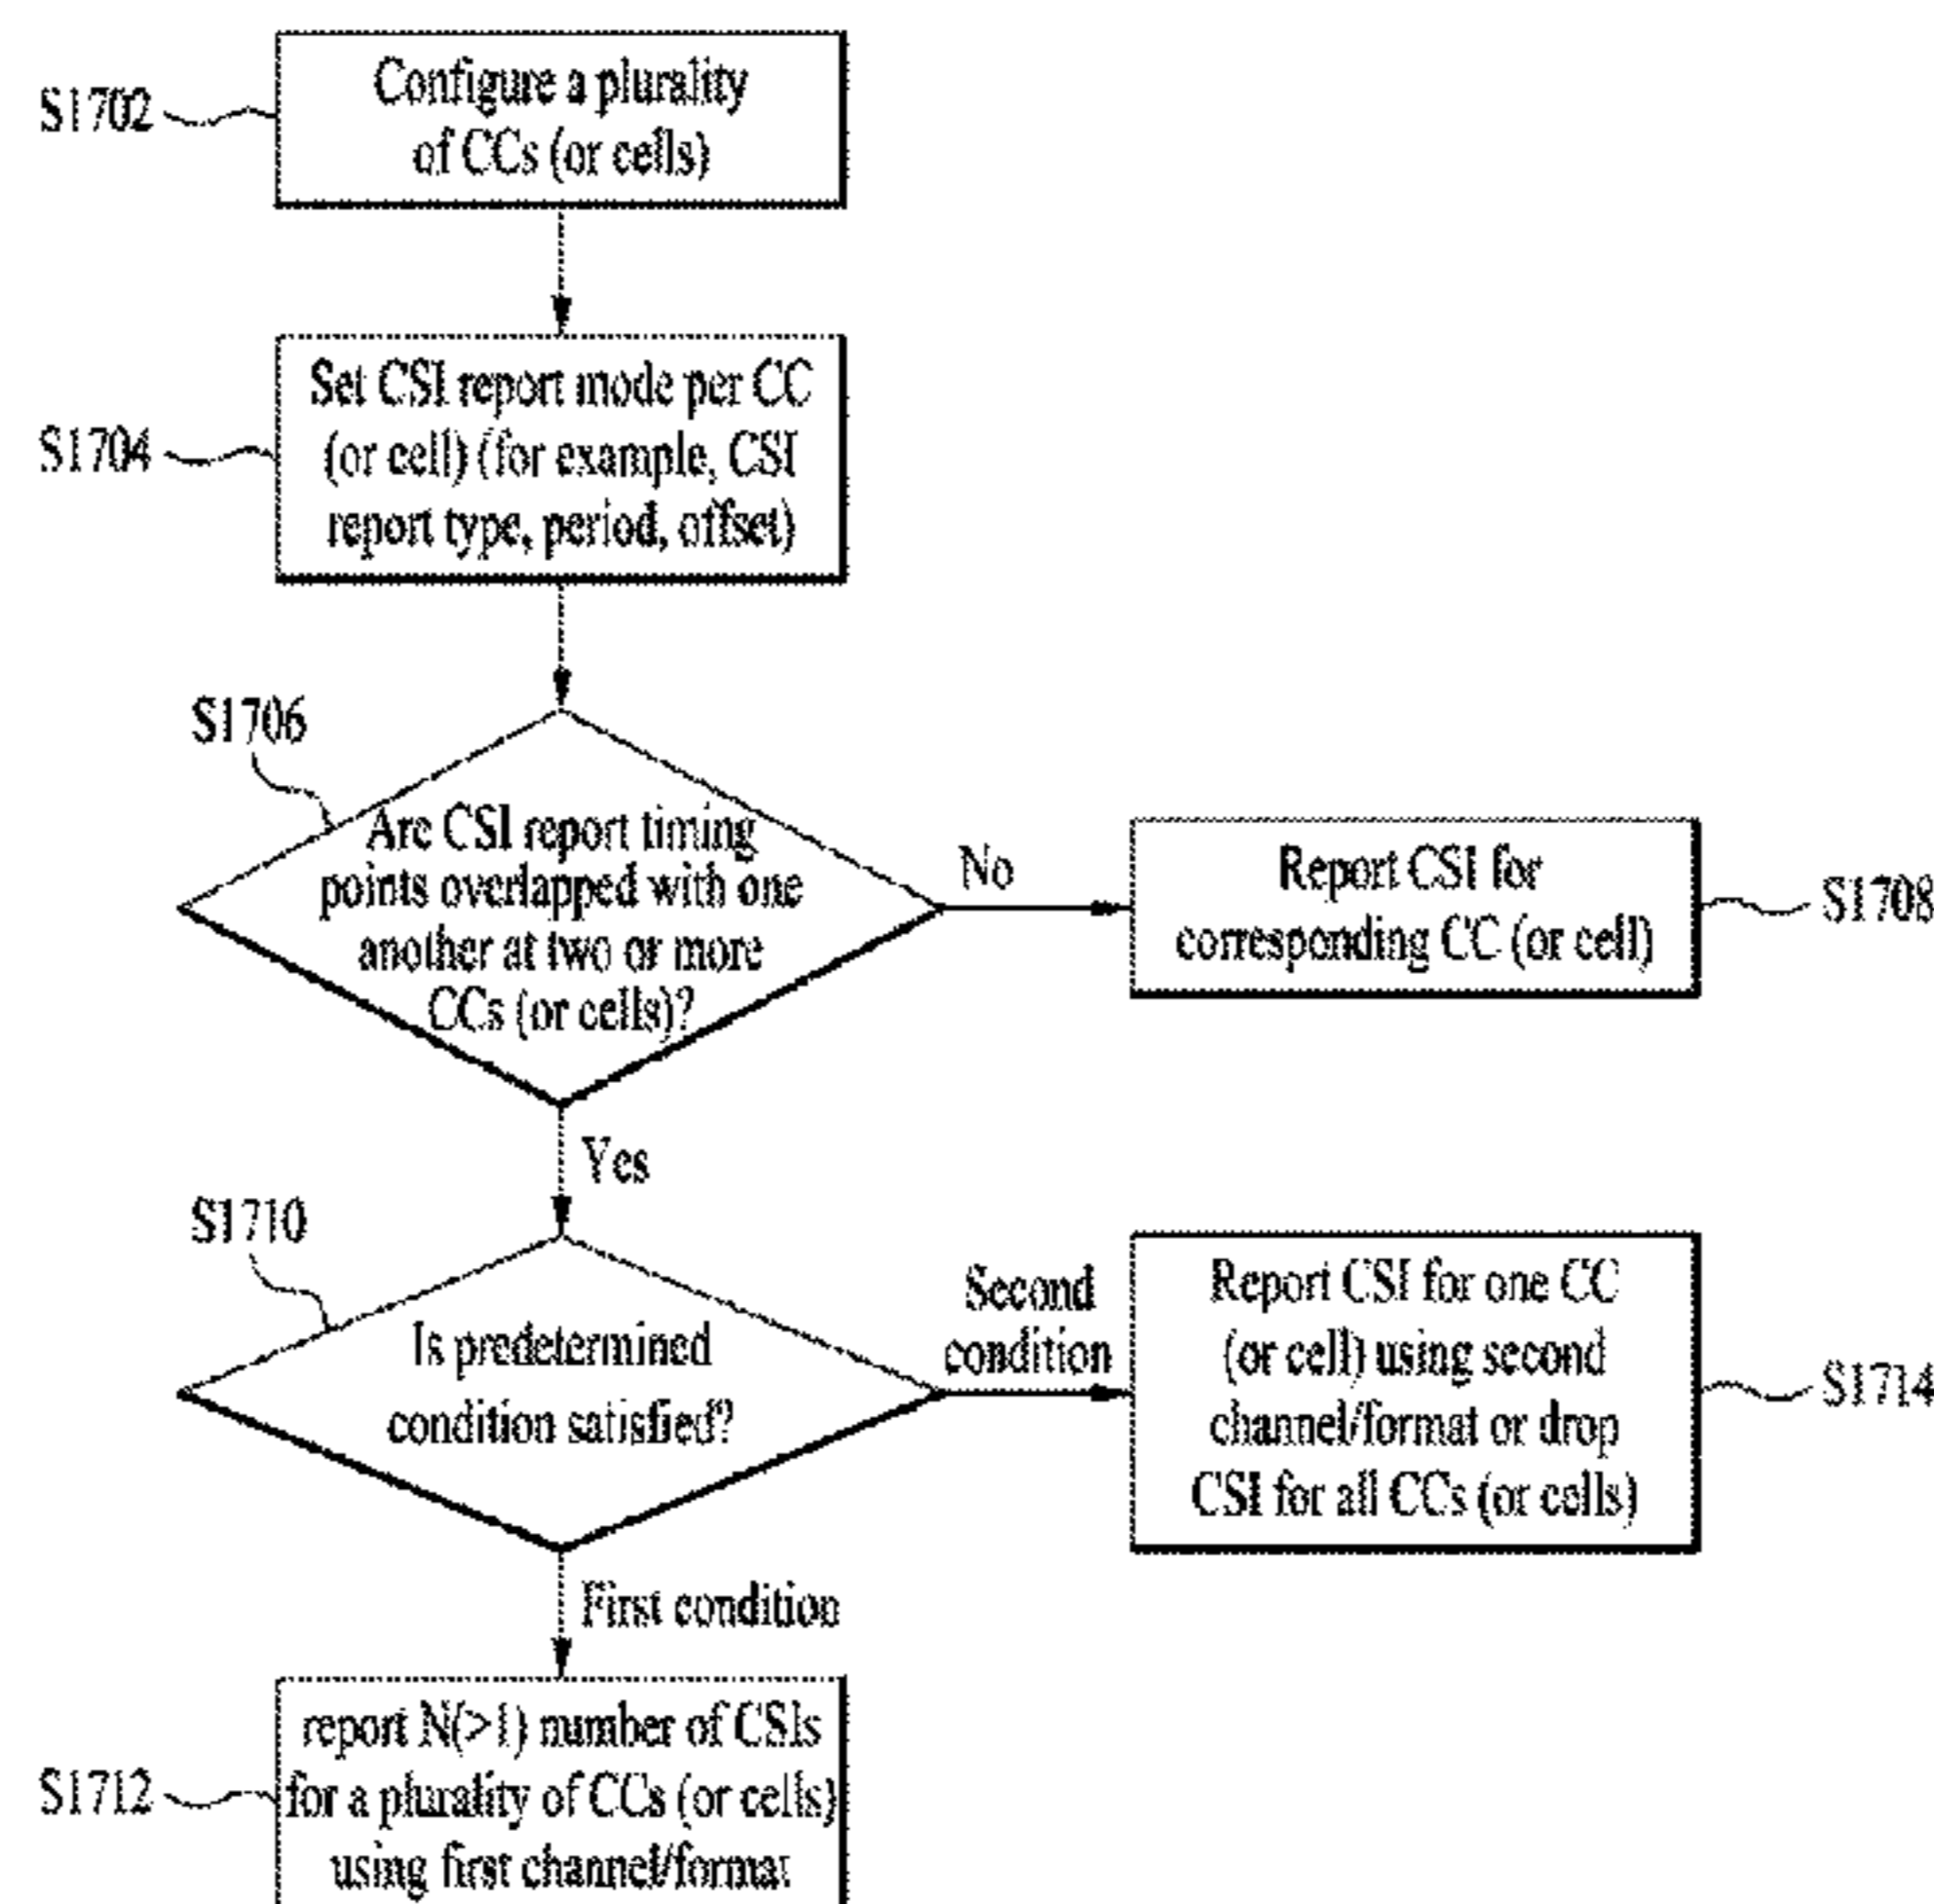 S1702
Configure a plurality
of CCs (or cells)
S1704
Set CSI report mode per CC
(or cell) (for example, CSI
report type, period, offset)
S1706
Are CSI report timing
points overlapped with one
another at two or more
CCs (or cells)?
No
Report CSI for
corresponding CC (or cell)
S1708
Yes
S1710
Is predetermined
condition satisfied?
Second
condition
Report CSI for one CC
(or cell) using second
channel/format or drop
CSI for all CCs (or cells)
S1714
First condition
S1712
report N(>1) number of CSIs
for a plurality of CCs (or cells)
using first channel/format